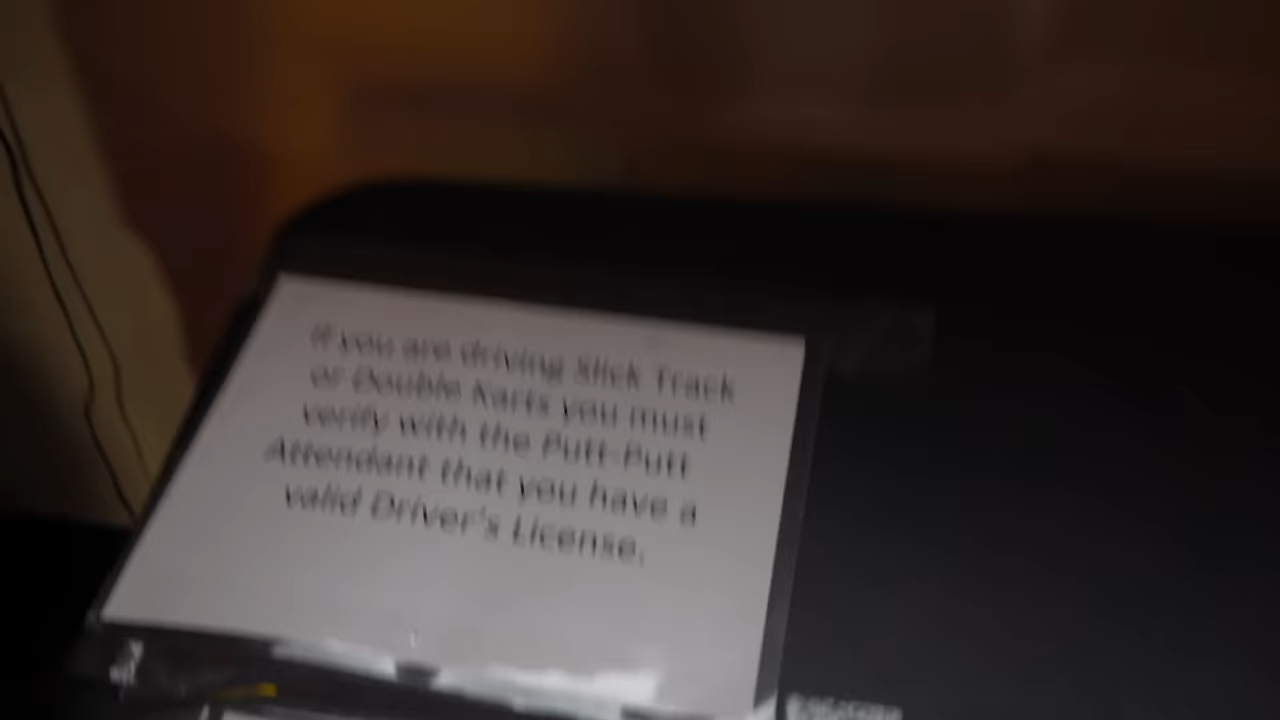 If you are driving Slick Track
or Double Karts you must
verify with the Putt-Putt
Attendant that you have a
valid Driver's License.